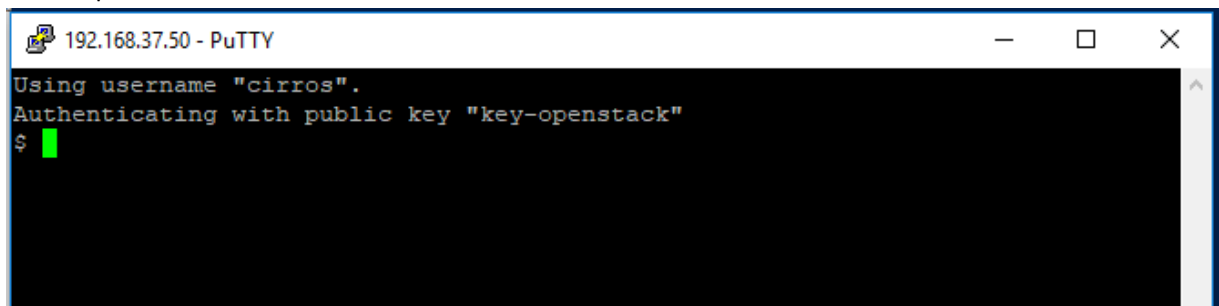 192.168.37.50 - PuTTY
Using username "cirros".
Authenticating with public key "key-openstack"
$